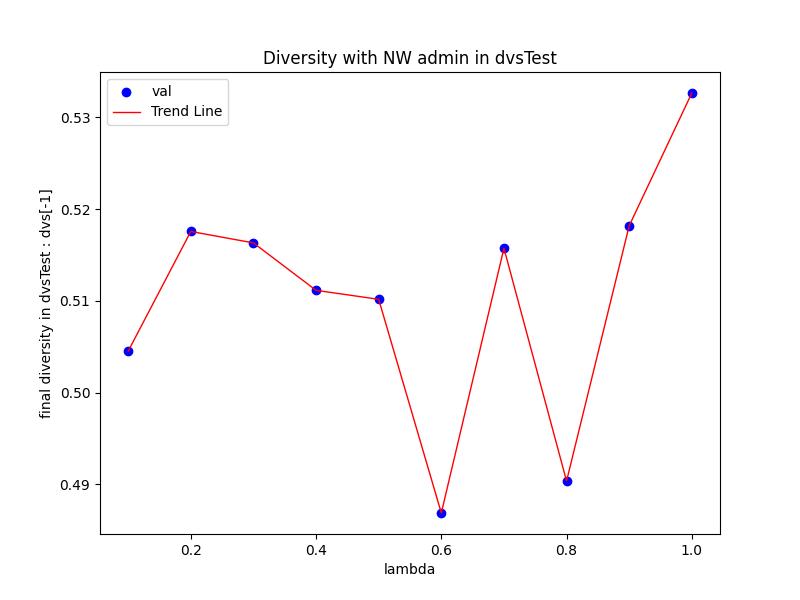 Diversity with NW admin in dvsTest
val
Trend Line
0.53
0.52
0.51
0.50
0.49
final diversity in dvsTest : dvs[-1]
0.2 0.4 0.6 0.8 1.0
lambda